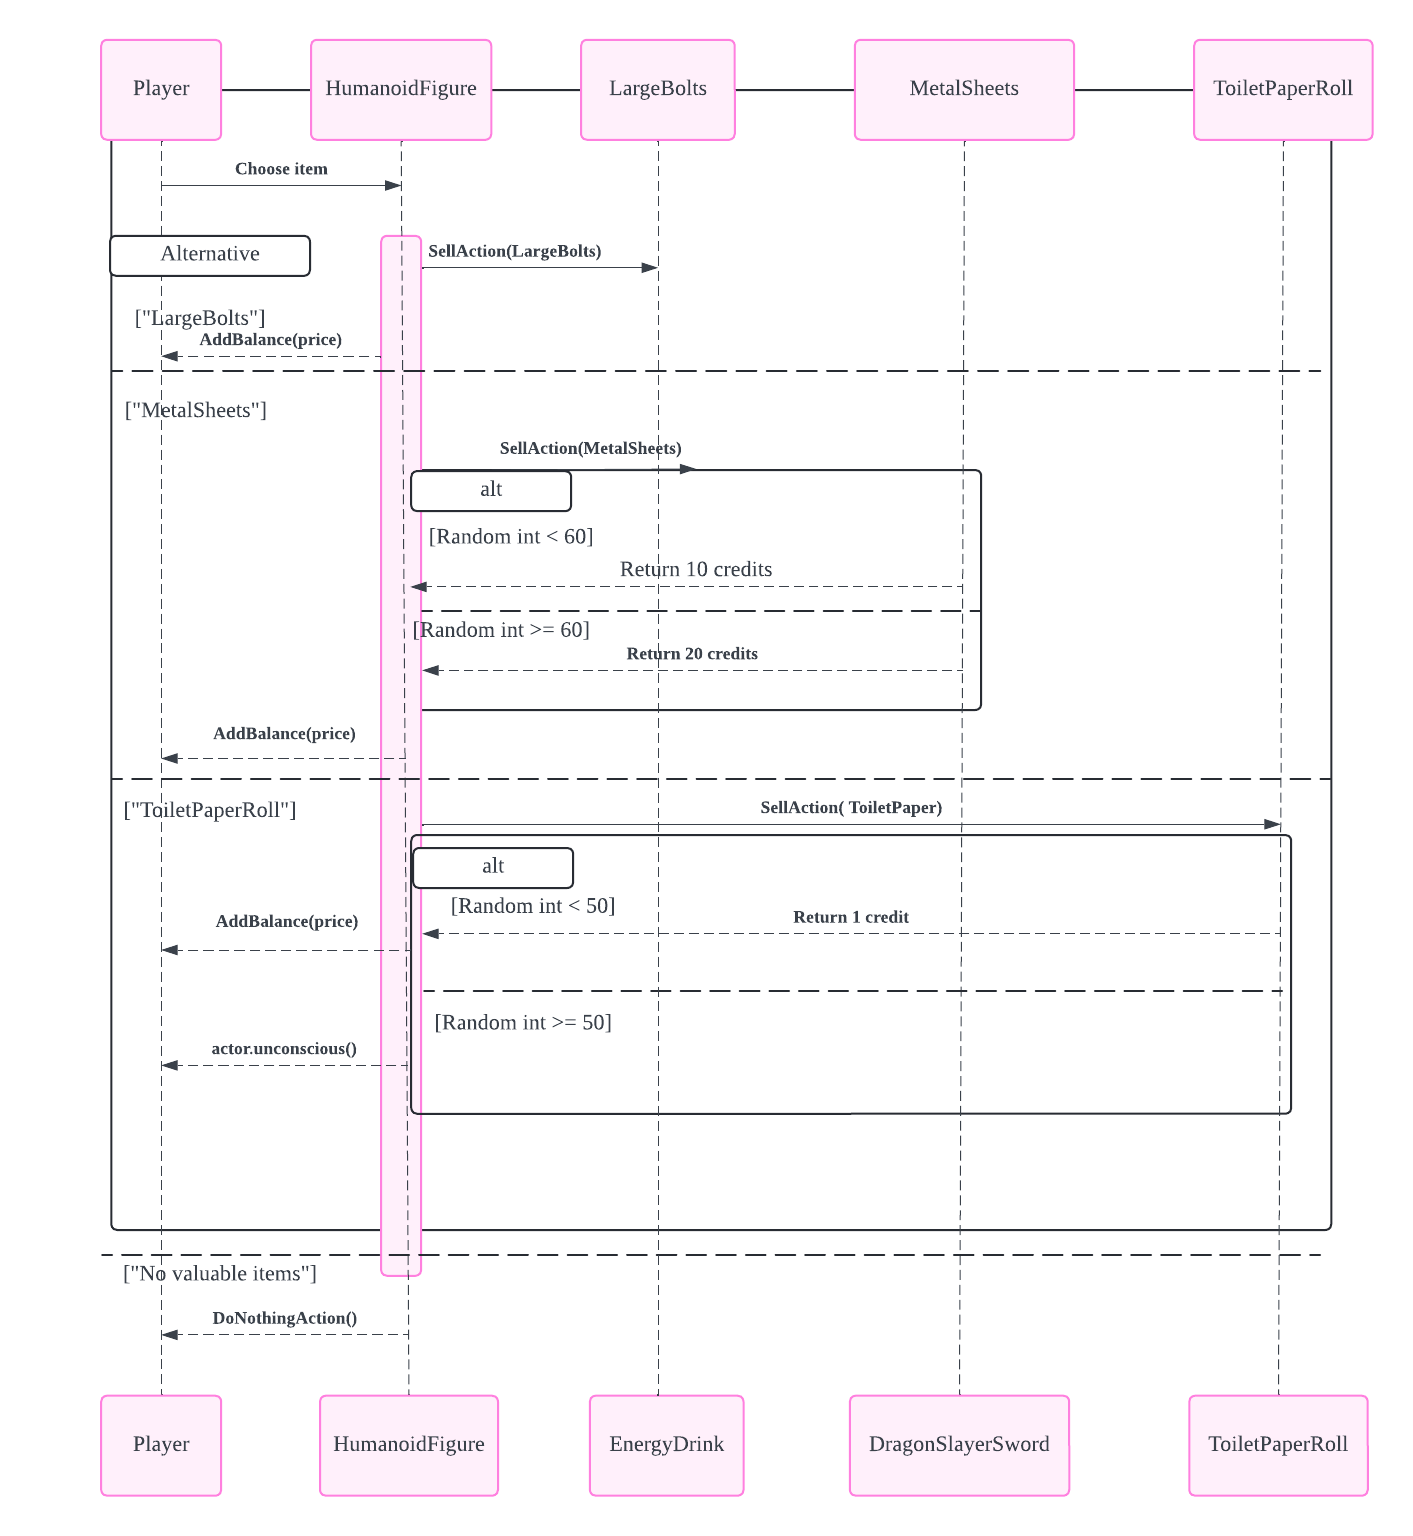 Player
HumanoidFigure
LargeBolts
MetalSheets
ToiletPaperRoll
Choose item
Alternative
SellAction(LargeBolts)
["LargeBolts"]
AddBalance(price)
["MetalSheets"]
SellAction(MetalSheets)
alt
[Random int < 60]
Return 10 credits
[Random int >= 60]
Return 20 credits
AddBalance(price)
["ToiletPaperRoll"]
SellAction( ToiletPaper)
alt
[Random int < 50]
Return 1 credit
AddBalance(price)
[Random int >= 50]
actor.unconscious()
["No valuable items"]
DoNothingAction()
Player
HumanoidFigure
EnergyDrink
DragonSlayerSword
ToiletPaperRoll